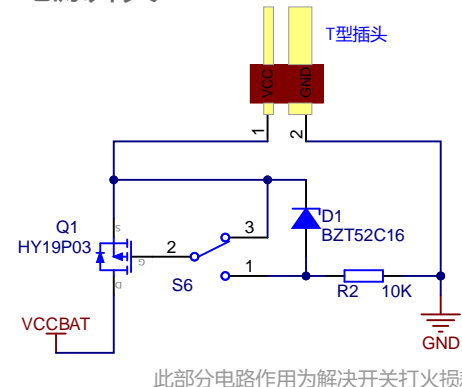 T型插头
VCC
GND
1
2
Q1
HY19P03
S
G
D
2
3
1
S6
D1
BZT52C16
R2 10K
VCCBAT
GND
此部分电路作用为解决开关打火损